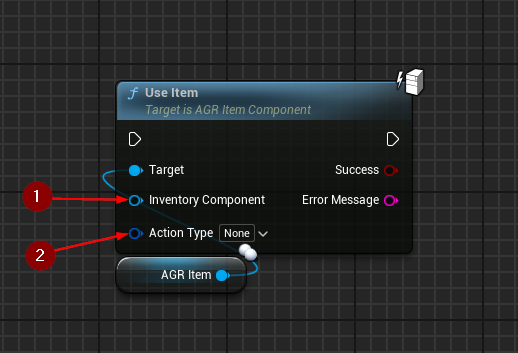 f Use Item
Target is AGR Item Component
Target
Success
1
Inventory Component
Error Message
2
Action Type None
AGR Item